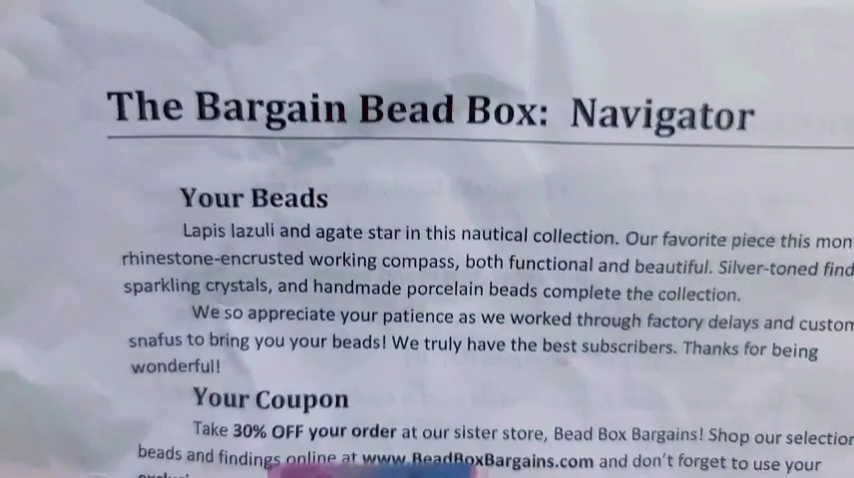 The Bargain Bead Box: Navigator
Your Beads
Lapis lazuli and agate star in this nautical collection. Our favorite piece this
rhinestone-encrusted working compass, both functional and beautiful. Silver-toned
sparkling crystals, and handmade porcelain beads complete the collection.
We so appreciate your patience as we worked through factory delays and
snafus to bring you your beads! We truly have the best subscribers. Thanks for being
wonderful!
Your Coupon
Take 30% OFF your order at our sister store, Bead Box Bargains! Shop our
beads and findings online at www.BeadBoxBargains.com and don't forget to use your